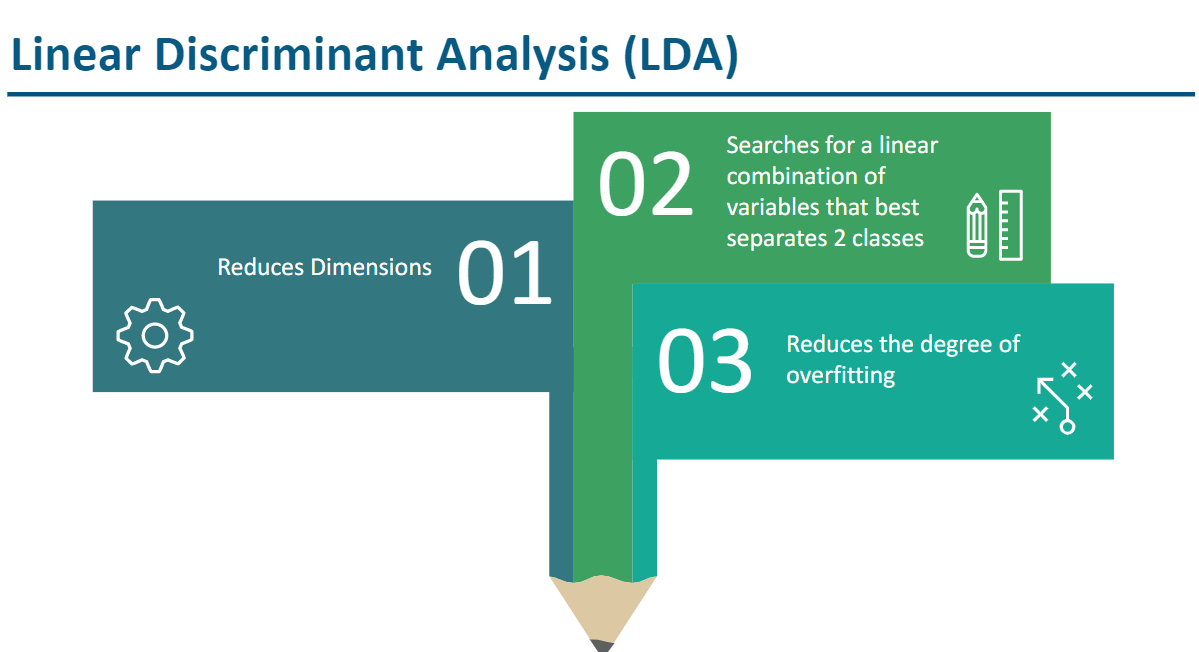 Linear Discriminant Analysis (LDA)
Reduces Dimensions
01
02
Searches for a linear
combination of
variables that best
separates 2 classes
03
Reduces the degree of
overfitting